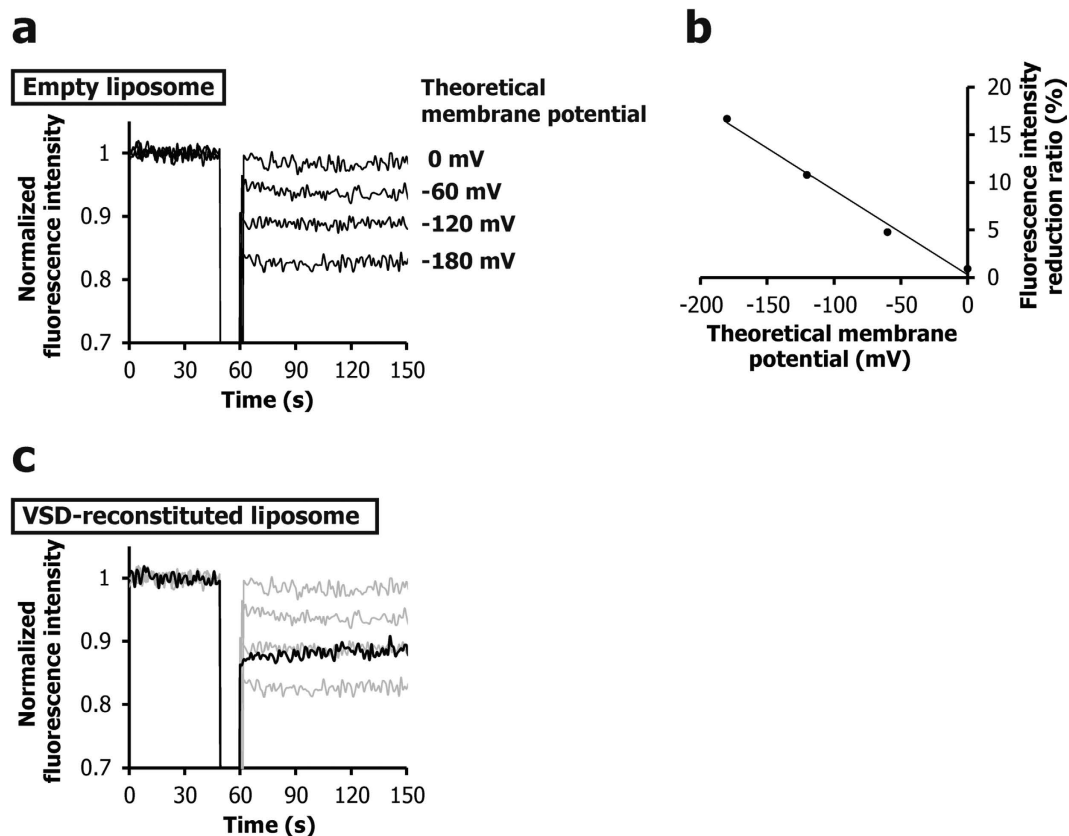 a
Empty liposome
Theoretical
membrane potential
Normalized
fluorescence intensity
1
0.9
0.8
0.7
0 mV
-60 mV
-120 mV
-180 mV
0 30 60 90 120 150
Time (s)
b
20
15
10
5
0
Fluorescence intensity
reduction ratio (%)
-200 -150 -100 -50 0
Theoretical membrane
potential (mV)
c
VSD-reconstituted liposome
Normalized
fluorescence intensity
1
0.9
0.8
0.7
0 30 60 90 120 150
Time (s)